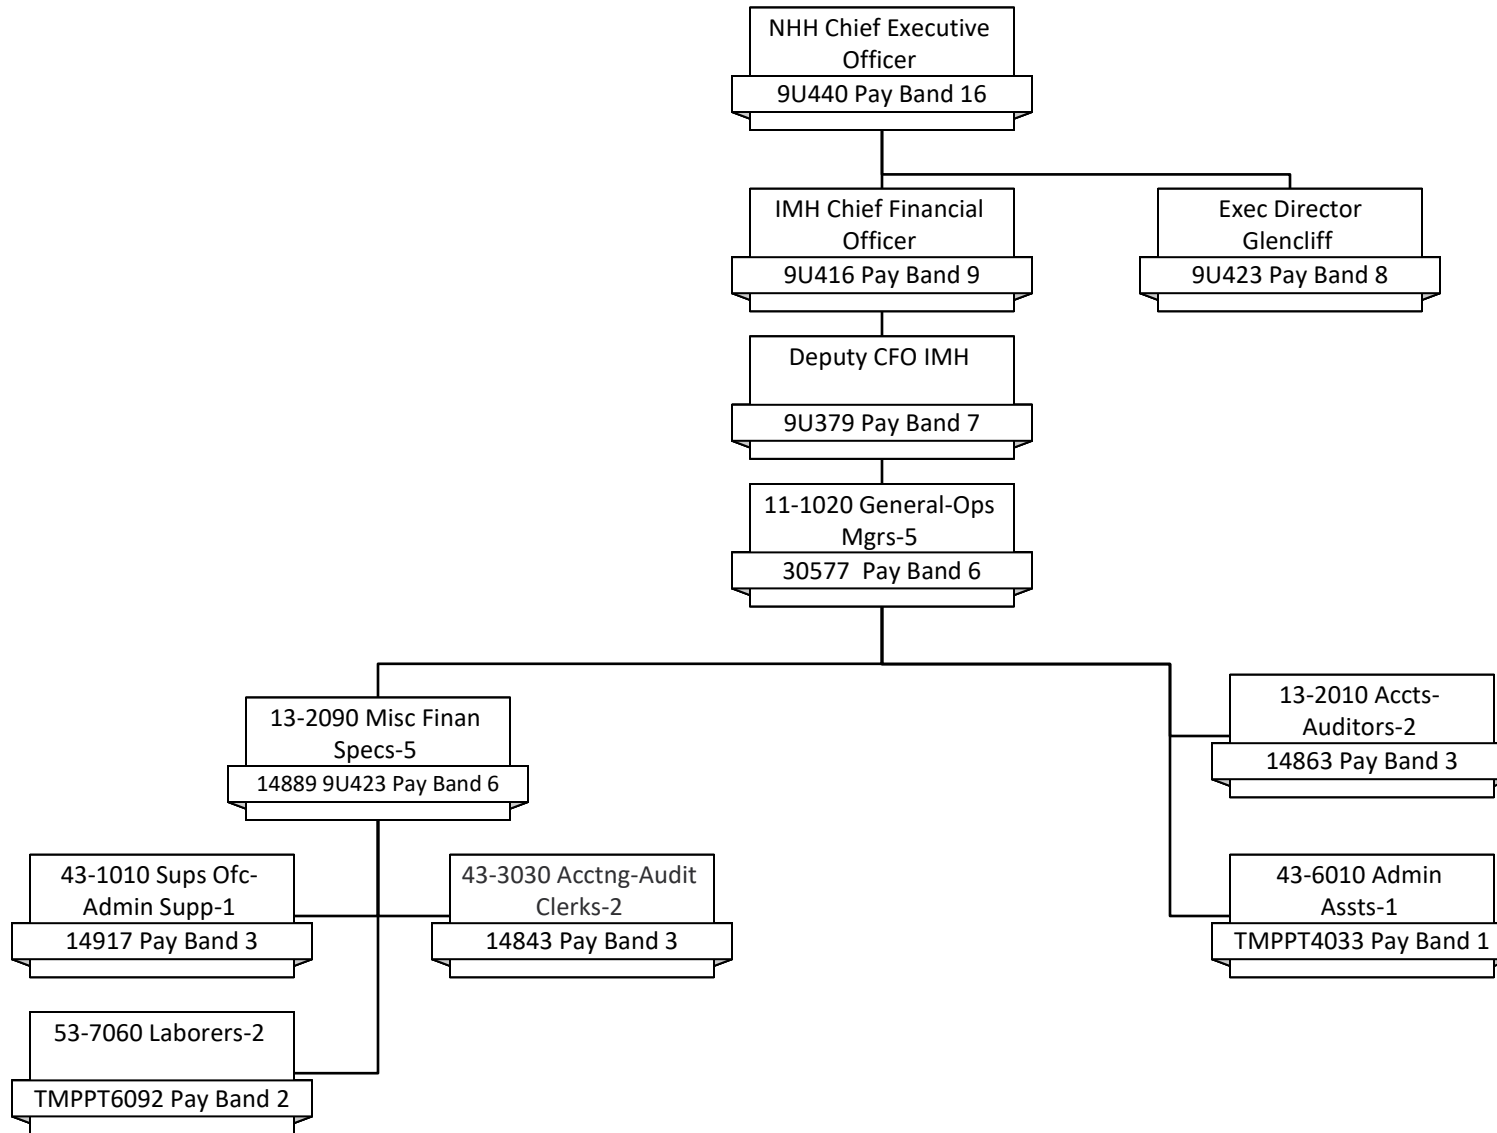 NHH Chief Executive
Officer
9U440 Pay Band 16
IMH Chief Financial
Officer
9U416 Pay Band 9
Exec Director
Glencliff
9U423 Pay Band 8
Deputy CFO IMH
9U379 Pay Band 7
11-1020 General-Ops
Mgrs-5
30577  Pay Band 6
13-2090 Misc Finan
Specs-5
14889 9U423 Pay Band 6
13-2010 Accts-
Auditors-2
14863 Pay Band 3
43-1010 Sups Ofc-
Admin Supp-1
14917 Pay Band 3
43-3030 Acctng-Audit
Clerks-2
14843 Pay Band 3
43-6010 Admin
Assts-1
TMPPT4033 Pay Band 1
53-7060 Laborers-2
TMPPT6092 Pay Band 2